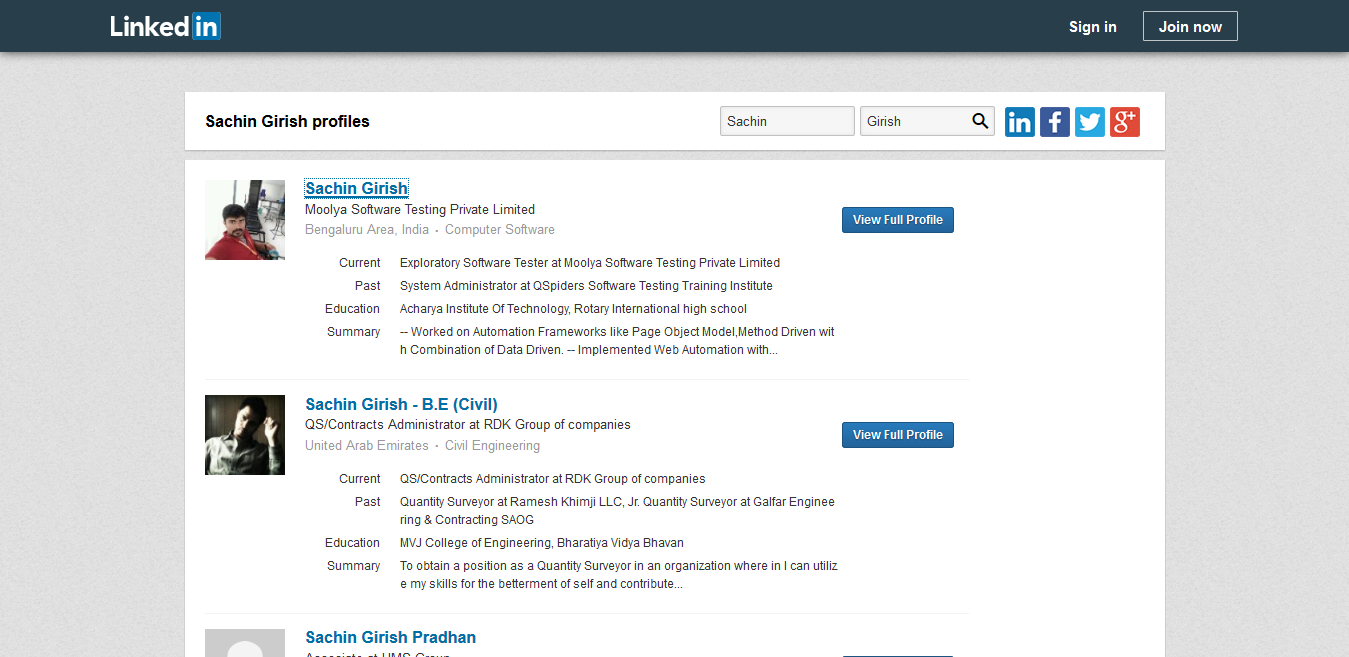 Linked in
Sign in
Join now
Sachin Girish profiles
Sachin
Girish
in f g+
Sachin Girish
Moolya Software Testing Private Limited
View Full Profile
Bengaluru Area, India · Computer Software
Current Exploratory Software Tester at Moolya Software Testing Private Limited
Past System Administrator at QSpiders Software Testing Training Institute
Education Acharya Institute Of Technology, Rotary International high school
Summary -- Worked on Automation Frameworks like Page Object Model,Method Driven wit
h Combination of Data Driven. -- Implemented Web Automation with...
Sachin Girish - B.E (Civil)
QS/Contracts Administrator at RDK Group of companies
View Full Profile
United Arab Emirates · Civil Engineering
Current QS/Contracts Administrator at RDK Group of companies
Past Quantity Surveyor at Ramesh Khimji LLC, Jr. Quantity Surveyor at Galfar Enginee
ring & Contracting SAOG
Education MVJ College of Engineering, Bharatiya Vidya Bhavan
Summary To obtain a position as a Quantity Surveyor in an organization where in I can utiliz
e my skills for the betterment of self and contribute...
Sachin Girish Pradhan